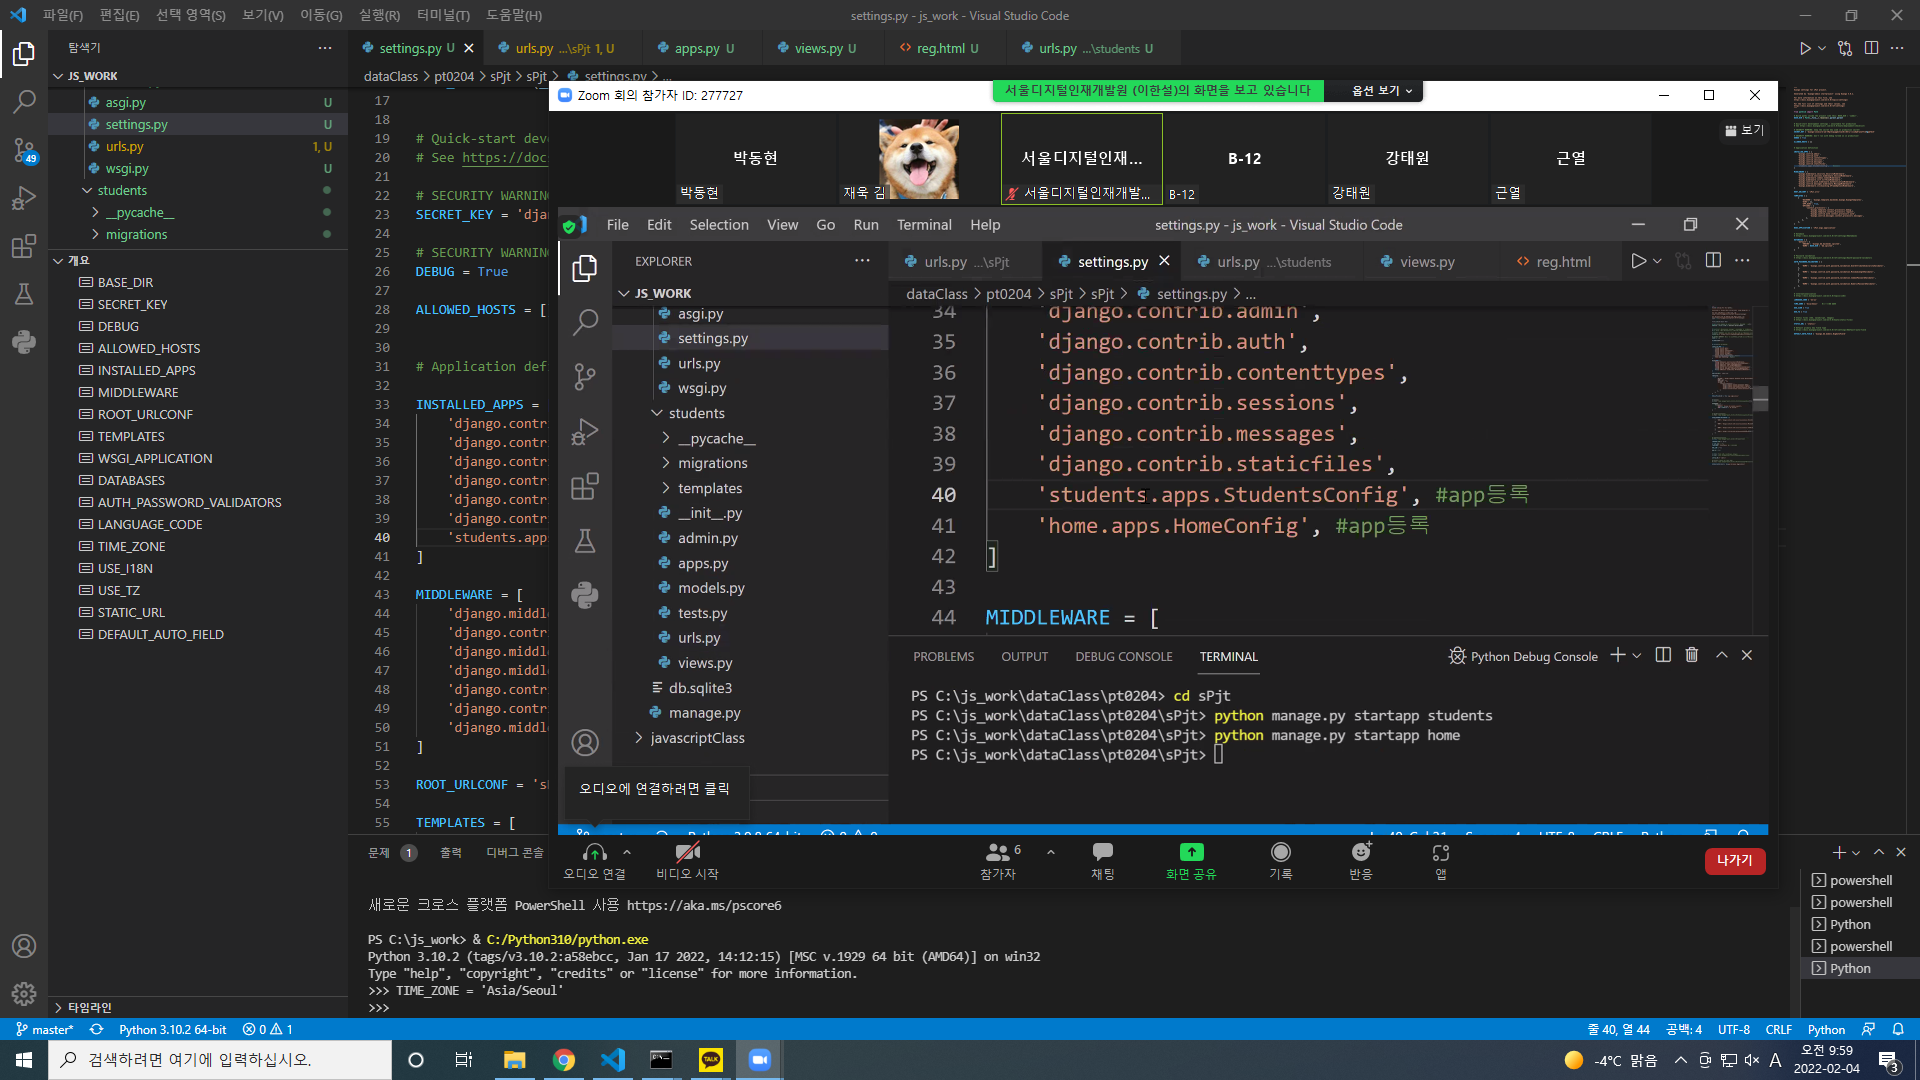 파일(F) 편집(E) 선택 영역(S) 보기(V) 이동(G) 실행(R) 터미널(T) 도움말(H)
settings.py - js_work - Visual Studio Code
탐색기
settings.py U
urls.py ...\sPjt 1, U
apps.py U
views.py U
reg.html U
urls.py ...\students U
JS_WORK
asgi.py U
settings.py U
urls.py 1, U
wsgi.py U
students
__pycache__
migrations
49
개요
BASE_DIR
SECRET_KEY
DEBUG
ALLOWED_HOSTS
INSTALLED_APPS
MIDDLEWARE
ROOT_URLCONF
TEMPLATES
WSGI_APPLICATION
DATABASES
AUTH_PASSWORD_VALIDATORS
LANGUAGE_CODE
TIME_ZONE
USE_I18N
USE_TZ
STATIC_URL
DEFAULT_AUTO_FIELD
타임라인
dataClass > pt0204 > sPjt > sPjt > settings.py > ...
17
18
19 # Quick-start deve
20 # See https://docs
21
22 # SECURITY WARNING
23 SECRET_KEY = 'djan
24
25 # SECURITY WARNING
26 DEBUG = True
27
28 ALLOWED_HOSTS = [
29
30
31 # Application def
32
33 INSTALLED_APPS =
34 'django.contri
35 'django.contri
36 'django.contri
37 'django.contri
38 'django.contri
39 'django.contri
40 'students.apps
41 ]
42
43 MIDDLEWARE = [
44 'django.middle
45 'django.contri
46 'django.middle
47 'django.middle
48 'django.contri
49 'django.contri
50 'django.middle
51 ]
52
53 ROOT_URLCONF = 's
54
55 TEMPLATES = [
Zoom 회의 참가자 ID: 277727
서울디지털인재개발원 (이한설)의 화면을 보고 있습니다
옵션 보기
보기
박동현
박동현
재욱 김
서울디지털인재...
서울디지털인재개발...
B-12
B-12
강태원
강태원
근열
근열
File Edit Selection View Go Run Terminal Help
settings.py - js_work - Visual Studio Code
EXPLORER
urls.py ...\sPjt
settings.py
urls.py ...\students
views.py
reg.html
JS_WORK
asgi.py
settings.py
urls.py
wsgi.py
students
__pycache__
migrations
templates
__init__.py
admin.py
apps.py
models.py
tests.py
urls.py
views.py
db.sqlite3
manage.py
javascriptClass
dataClass > pt0204 > sPjt > sPjt > settings.py > ...
34 'django.contrib.admin',
35 'django.contrib.auth',
36 'django.contrib.contenttypes',
37 'django.contrib.sessions',
38 'django.contrib.messages',
39 'django.contrib.staticfiles',
40 'students.apps.StudentsConfig', #app등록
41 'home.apps.HomeConfig', #app등록
42 ]
43
44 MIDDLEWARE = [
PROBLEMS OUTPUT DEBUG CONSOLE TERMINAL
Python Debug Console
PS C:\js_work\dataClass\pt0204> cd sPjt
PS C:\js_work\dataClass\pt0204\sPjt> python manage.py startapp students
PS C:\js_work\dataClass\pt0204\sPjt> python manage.py startapp home
PS C:\js_work\dataClass\pt0204\sPjt>
오디오에 연결하려면 클릭
오디오 연결
비디오 시작
참가자 6
채팅
화면 공유
기록
반응
앱
나가기
문제 1 출력 디버그 콘솔
새로운 크로스 플랫폼 PowerShell 사용 https://aka.ms/pscore6
PS C:\js_work> & C:/Python310/python.exe
Python 3.10.2 (tags/v3.10.2:a58ebcc, Jan 17 2022, 14:12:15) [MSC v.1929 64 bit (AMD64)] on win32
Type "help", "copyright", "credits" or "license" for more information.
>>> TIME_ZONE = 'Asia/Seoul'
>>>
powershell
powershell
Python
powershell
Python
master*
Python 3.10.2 64-bit
0
1
줄 40, 열 44
공백: 4
UTF-8
CRLF
Python
검색하려면 여기에 입력하십시오.
TALK
-4°C 맑음
A
오전 9:59
2022-02-04
3